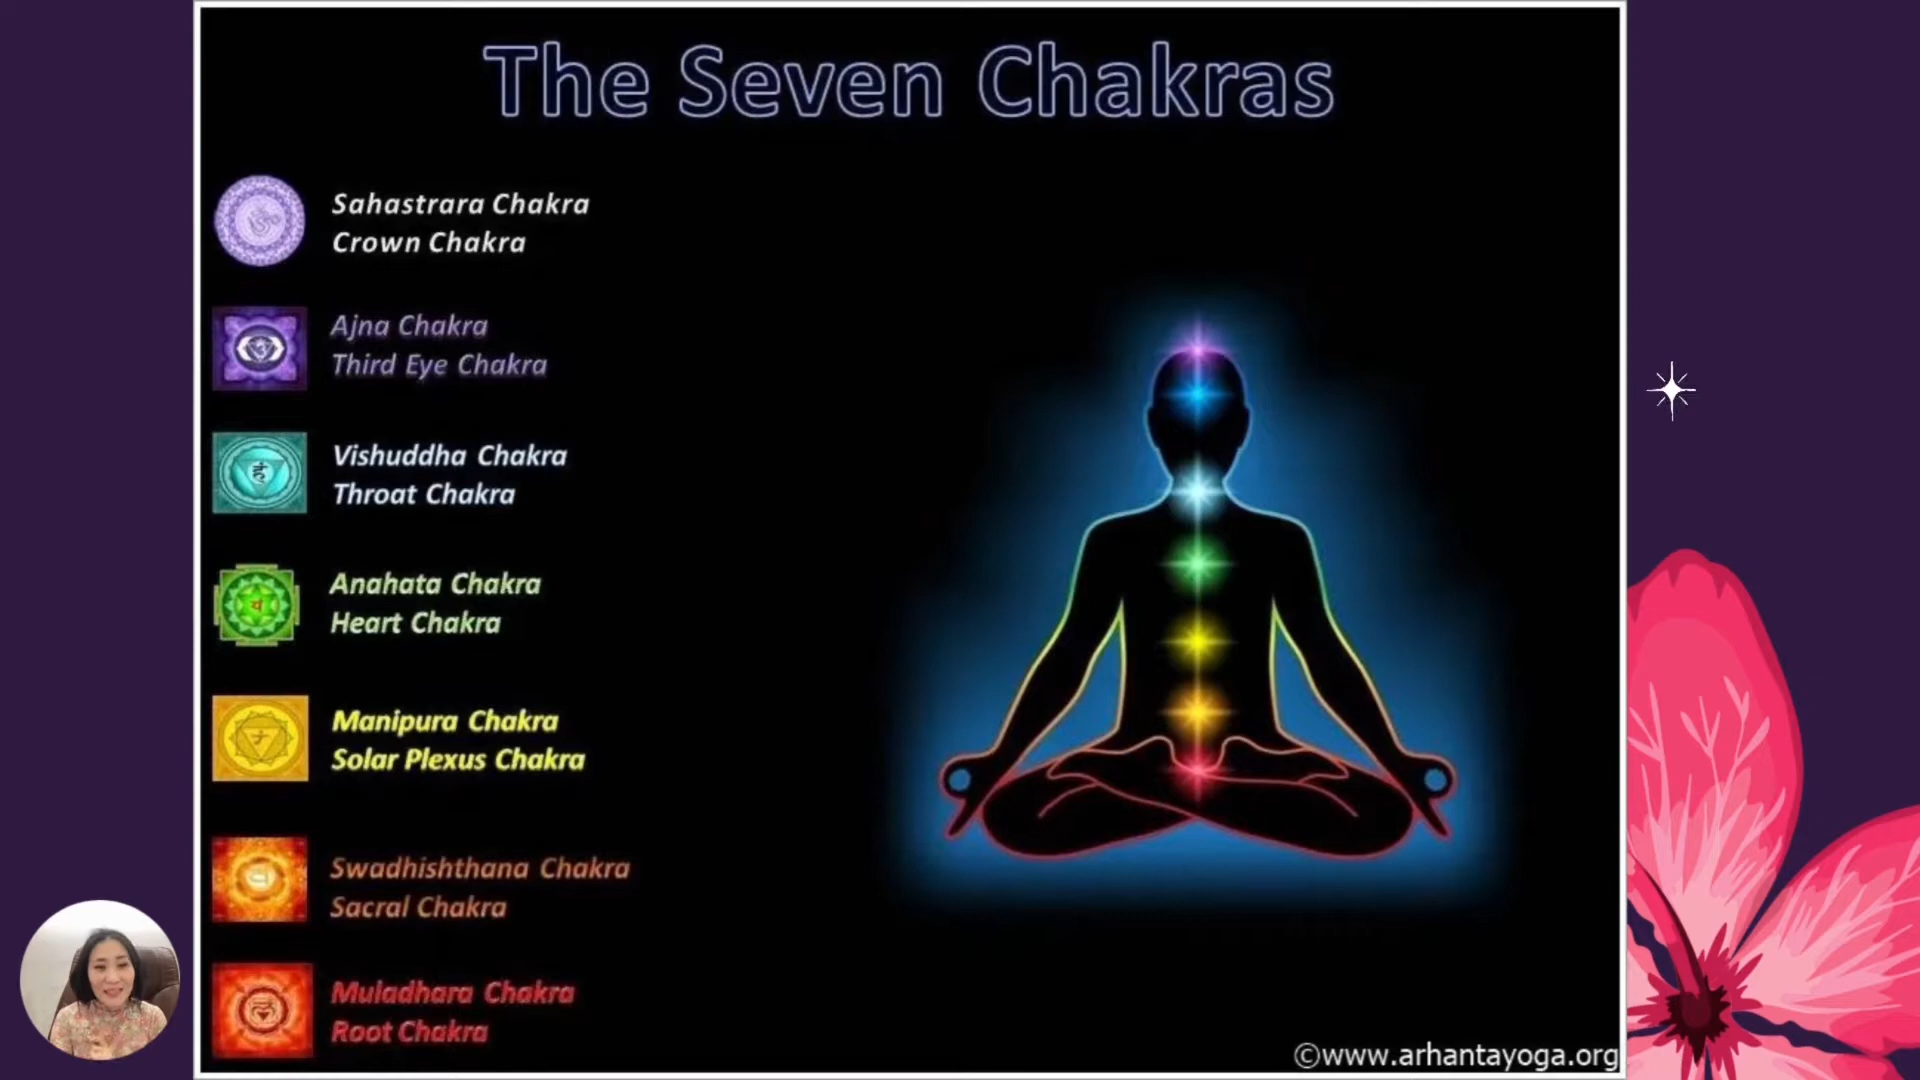 The Seven Chakras
Sahastrara Chakra
Crown Chakra
Ajna Chakra
Third Eye Chakra
Vishuddha Chakra
Throat Chakra
Anahata Chakra
Heart Chakra
Manipura Chakra
Solar Plexus Chakra
Swadhishthana Chakra
Sacral Chakra
Muladhara Chakra
Root Chakra
©www.arhantayoga.org